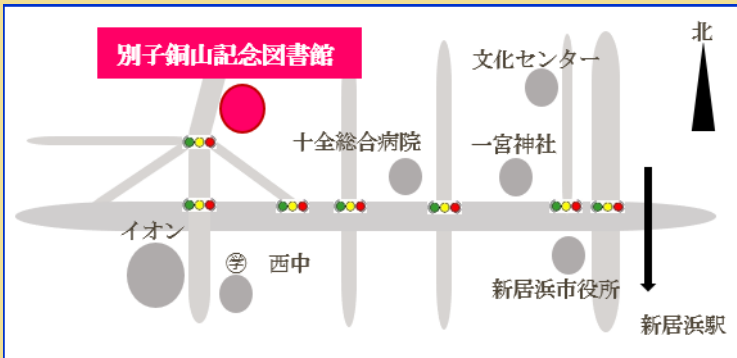 別子銅山記念図書館
北
文化センター
十全総合病院
一宮神社
イオン
㊫ 西中
新居浜市役所
新居浜駅